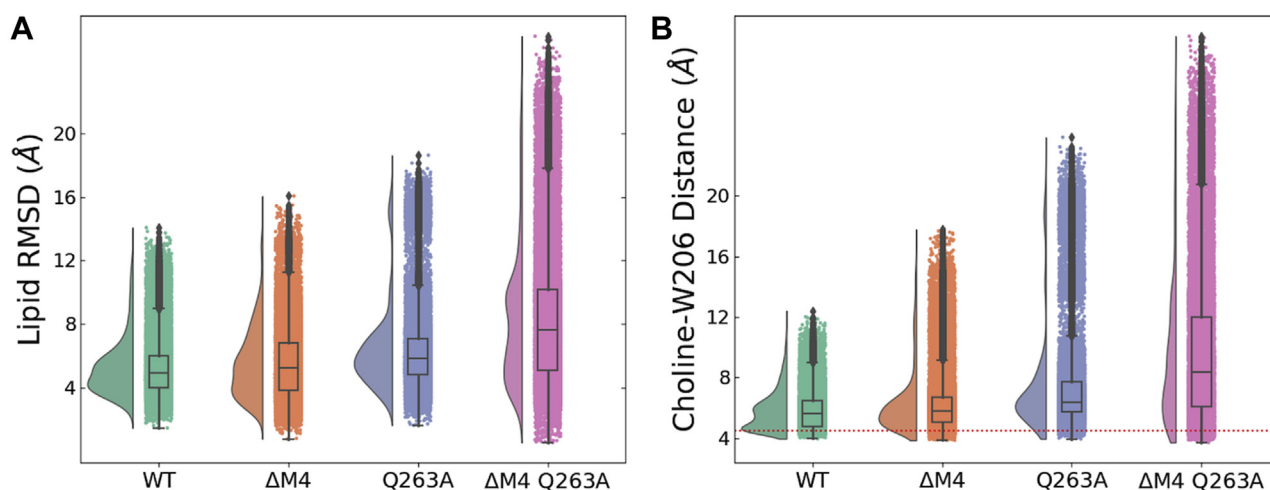 A
Lipid RMSD (Å)
20
16
12
8
4
WT ΔM4 Q263A ΔM4 Q263A
B
Choline-W206 Distance (Å)
20
16
12
8
4
WT ΔM4 Q263A ΔM4 Q263A